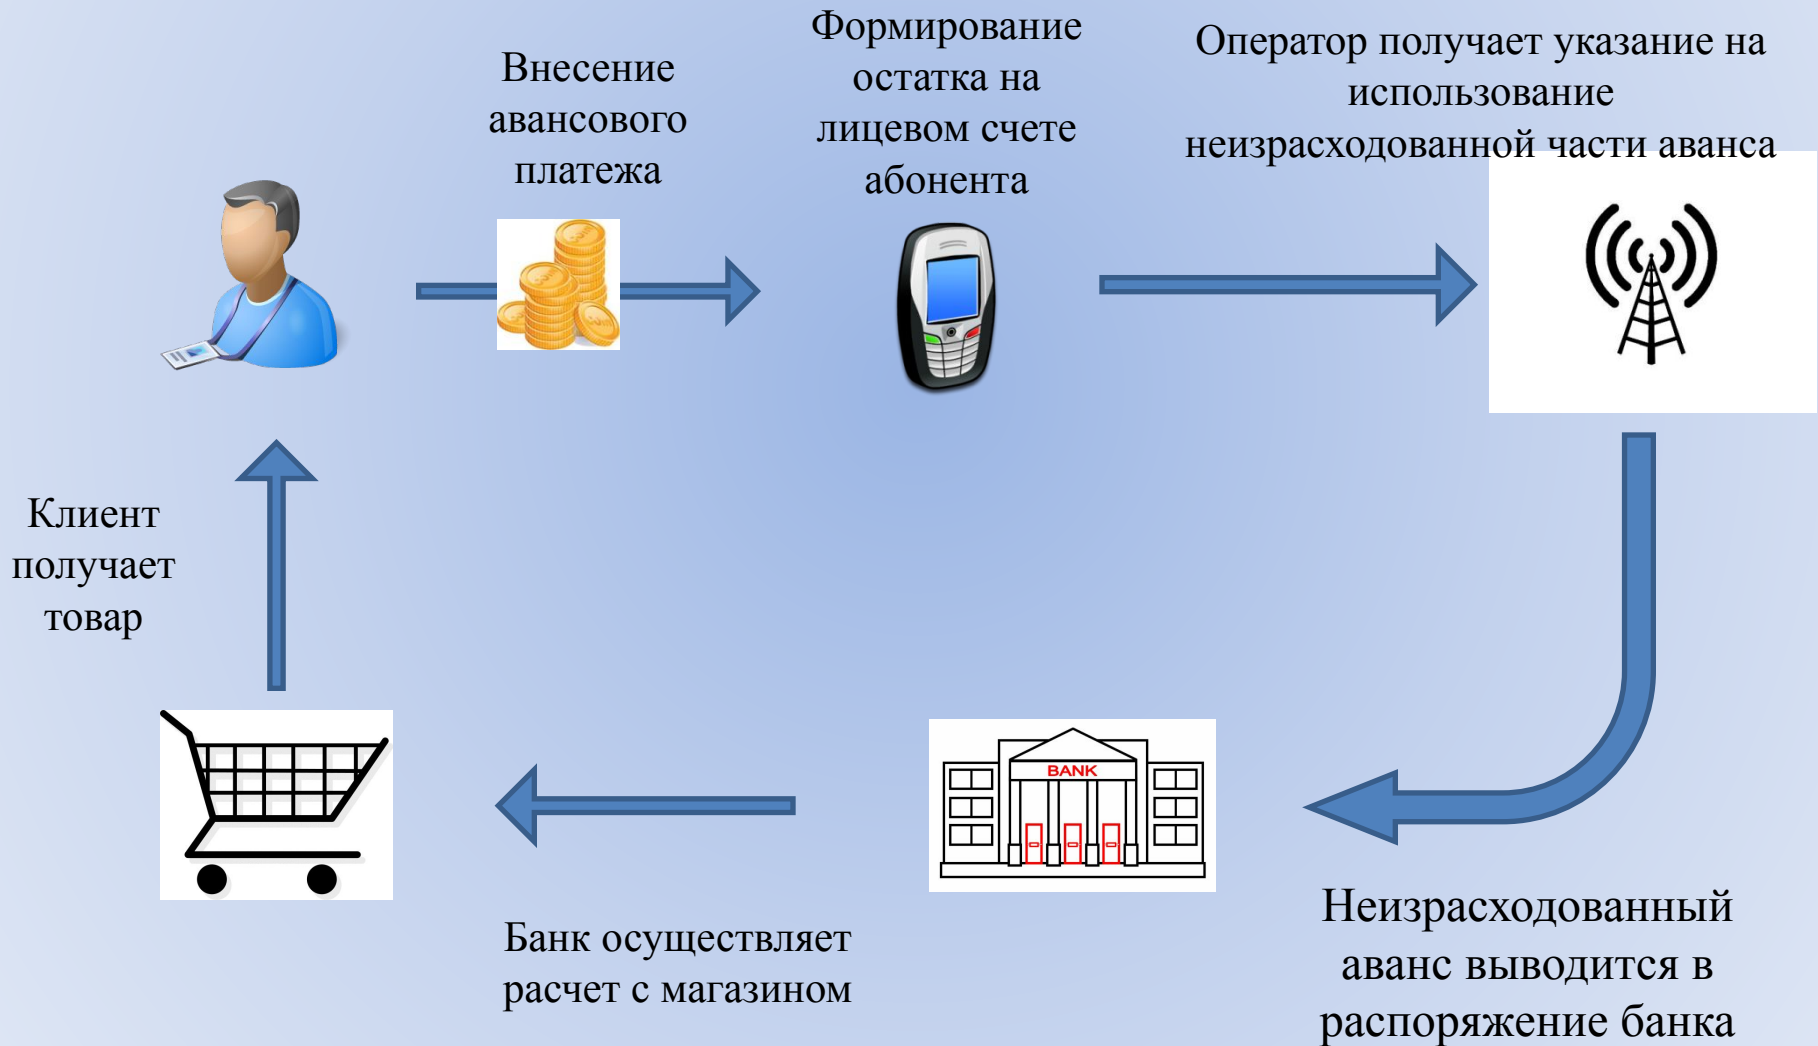 Внесение
авансового
платежа
Формирование
остатка на
лицевом счете
абонента
Оператор получает указание на
использование
неизрасходованной части аванса
Клиент
получает
товар
BANK
Банк осуществляет
расчет с магазином
Неизрасходованный
аванс выводится в
распоряжение банка